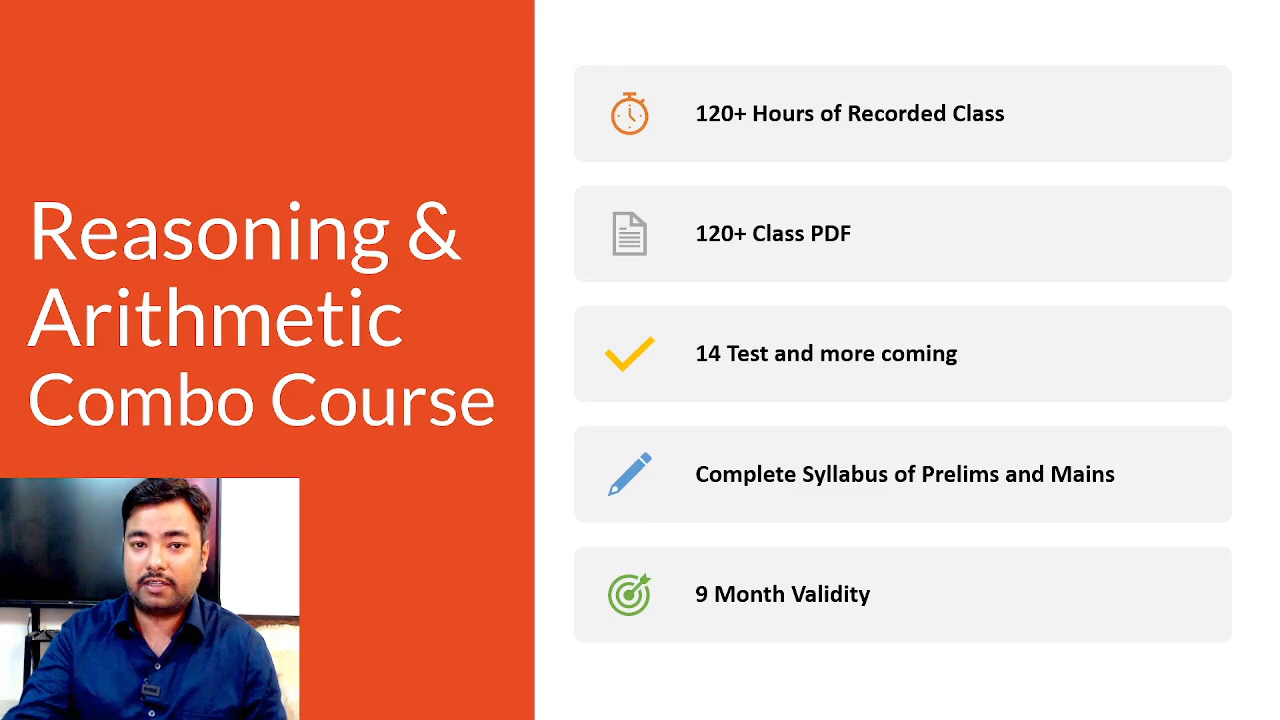 Reasoning &
Arithmetic
Combo Course
120+ Hours of Recorded Class
120+ Class PDF
14 Test and more coming
Complete Syllabus of Prelims and Mains
9 Month Validity